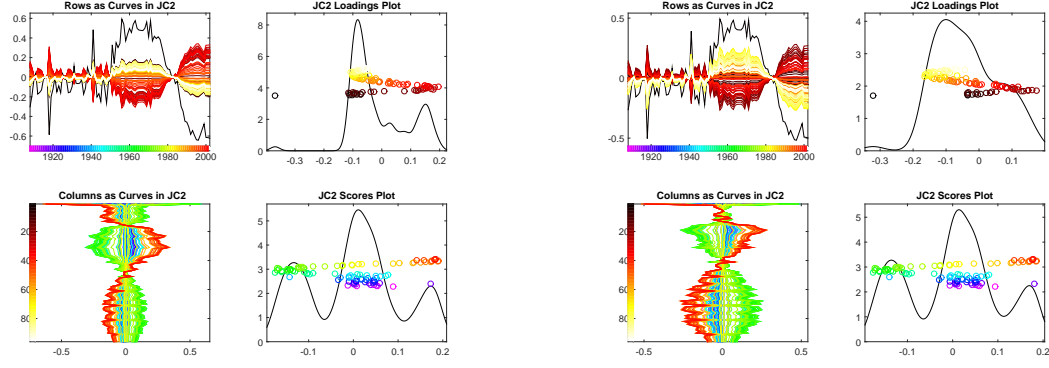 Rows as Curves in JC2
0.6
0.4
0.2
0
-0.2
-0.4
-0.6
1920 1940 1960 1980 2000
JC2 Loadings Plot
8
6
4
2
0
-0.3 -0.2 -0.1 0 0.1 0.2
Rows as Curves in JC2
0.5
0
-0.5
1920 1940 1960 1980 2000
JC2 Loadings Plot
4
3
2
1
0
-0.3 -0.2 -0.1 0 0.1
Columns as Curves in JC2
20
40
60
80
-0.5 0 0.5
JC2 Scores Plot
5
4
3
2
1
0
-0.1 0 0.1 0.2
Columns as Curves in JC2
20
40
60
80
-0.5 0 0.5
JC2 Scores Plot
5
4
3
2
1
0
-0.1 0 0.1 0.2